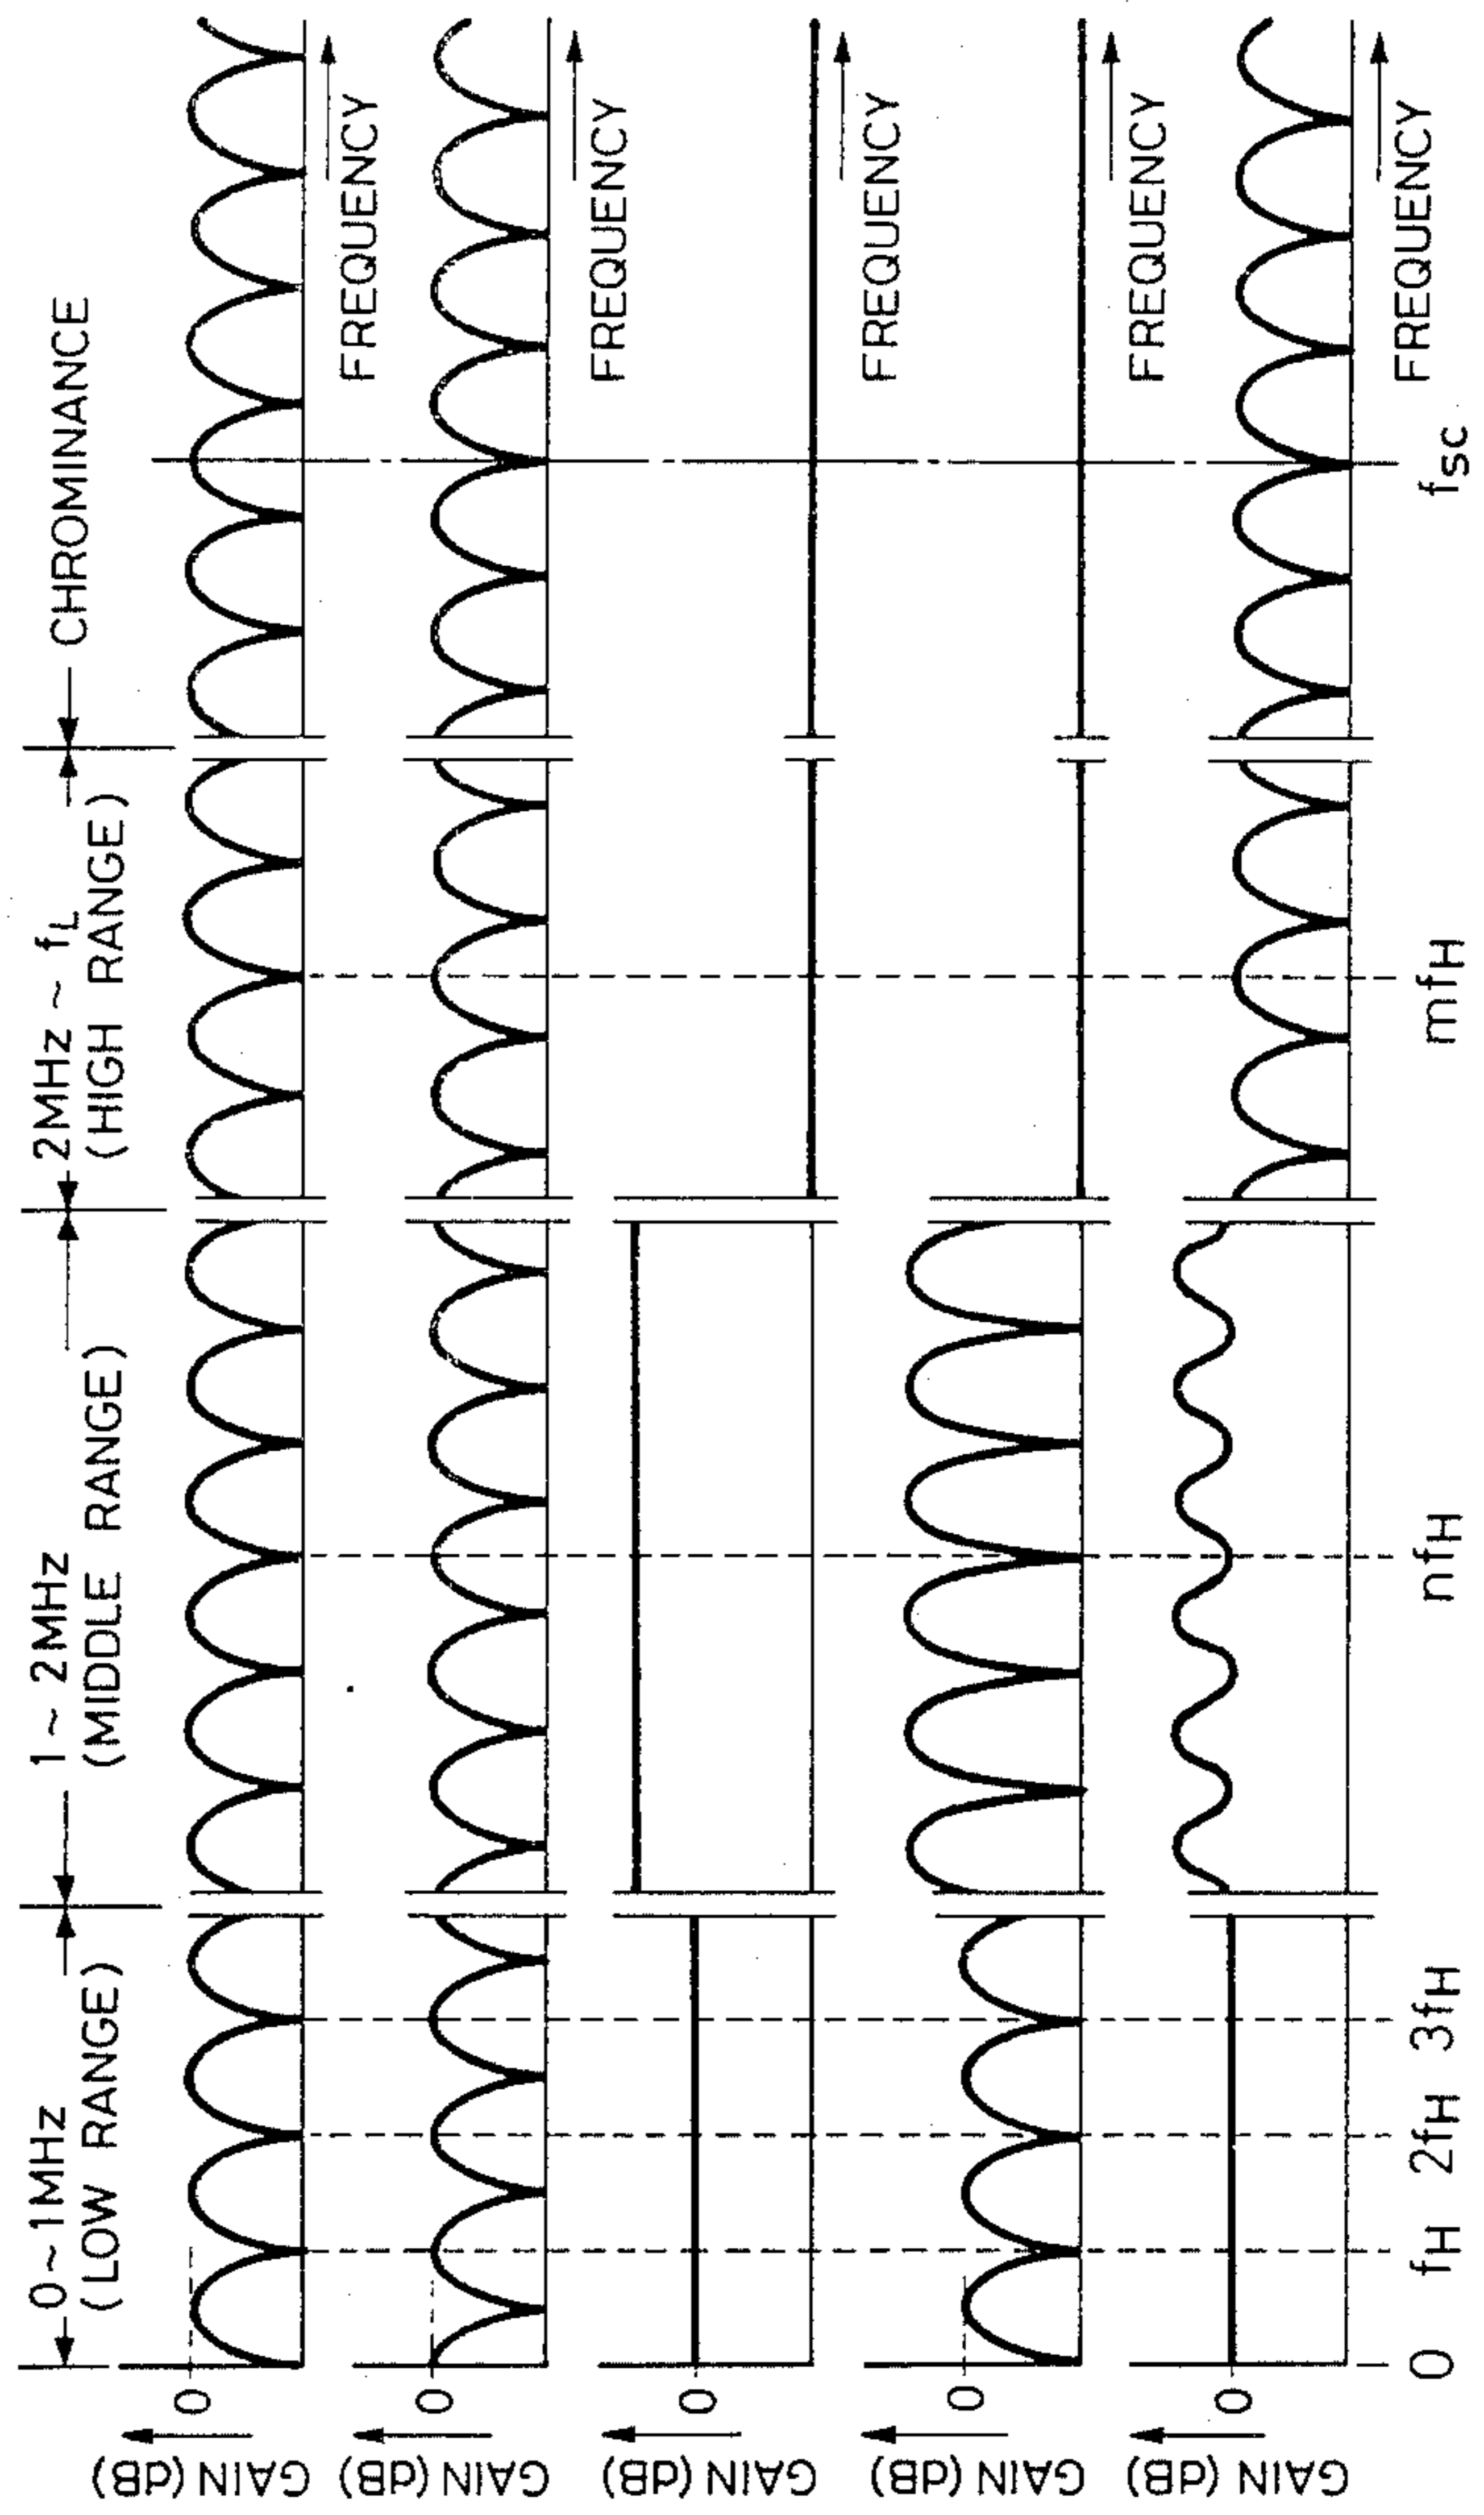 0~1MHz
(LOW RANGE)
1~2MHz
(MIDDLE RANGE)
2MHz~fL
(HIGH RANGE)
CHROMINANCE
GAIN (dB)
0
FREQUENCY
GAIN (dB)
0
FREQUENCY
GAIN (dB)
0
FREQUENCY
GAIN (dB)
0
FREQUENCY
GAIN (dB)
0
FREQUENCY
0 fH 2fH 3fH nfH mfH fSC